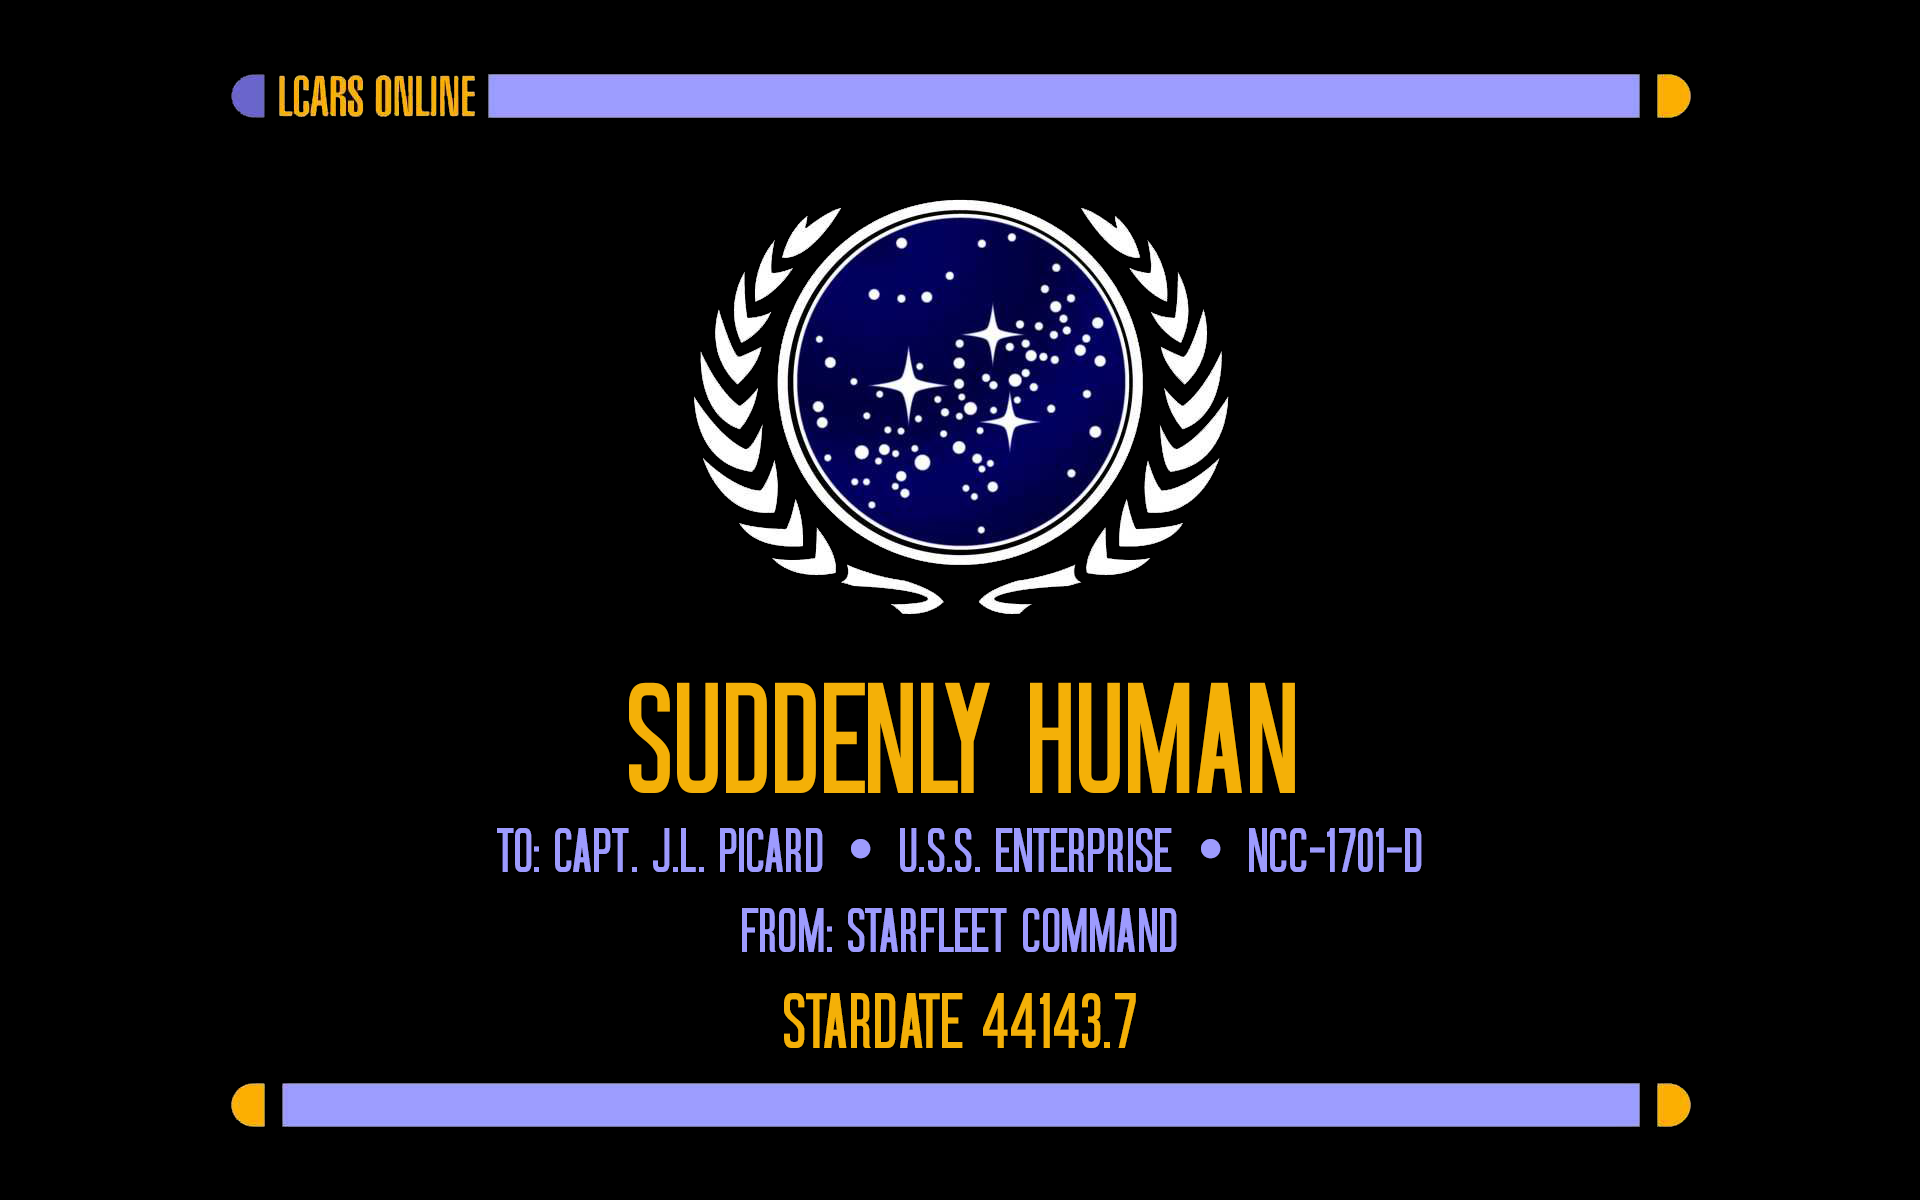 LCARS ONLINE
SUDDENLY HUMAN
TO: CAPT. J.L. PICARD • U.S.S. ENTERPRISE • NCC-1701-D
FROM: STARFLEET COMMAND
STARDATE 44143.7